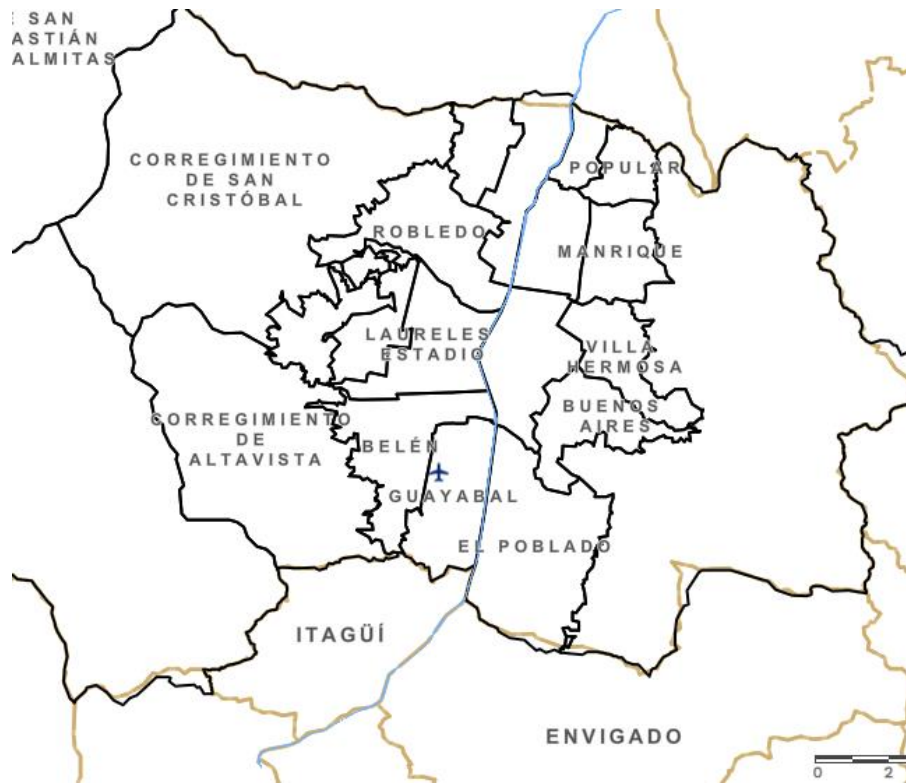 E SAN
ASTIÁN
ALMITAS
CORREGIMIENTO
DE SAN
CRISTÓBAL
POPULAR
ROBLEDO
MANRIQUE
LAURELES
ESTADIO
VILLA
HERMOSA
CORREGIMIENTO
DE
ALTAVISTA
BUENOS
AIRES
BELÉN
GUAYABAL
EL POBLADO
ITAGÜÍ
ENVIGADO
0 2